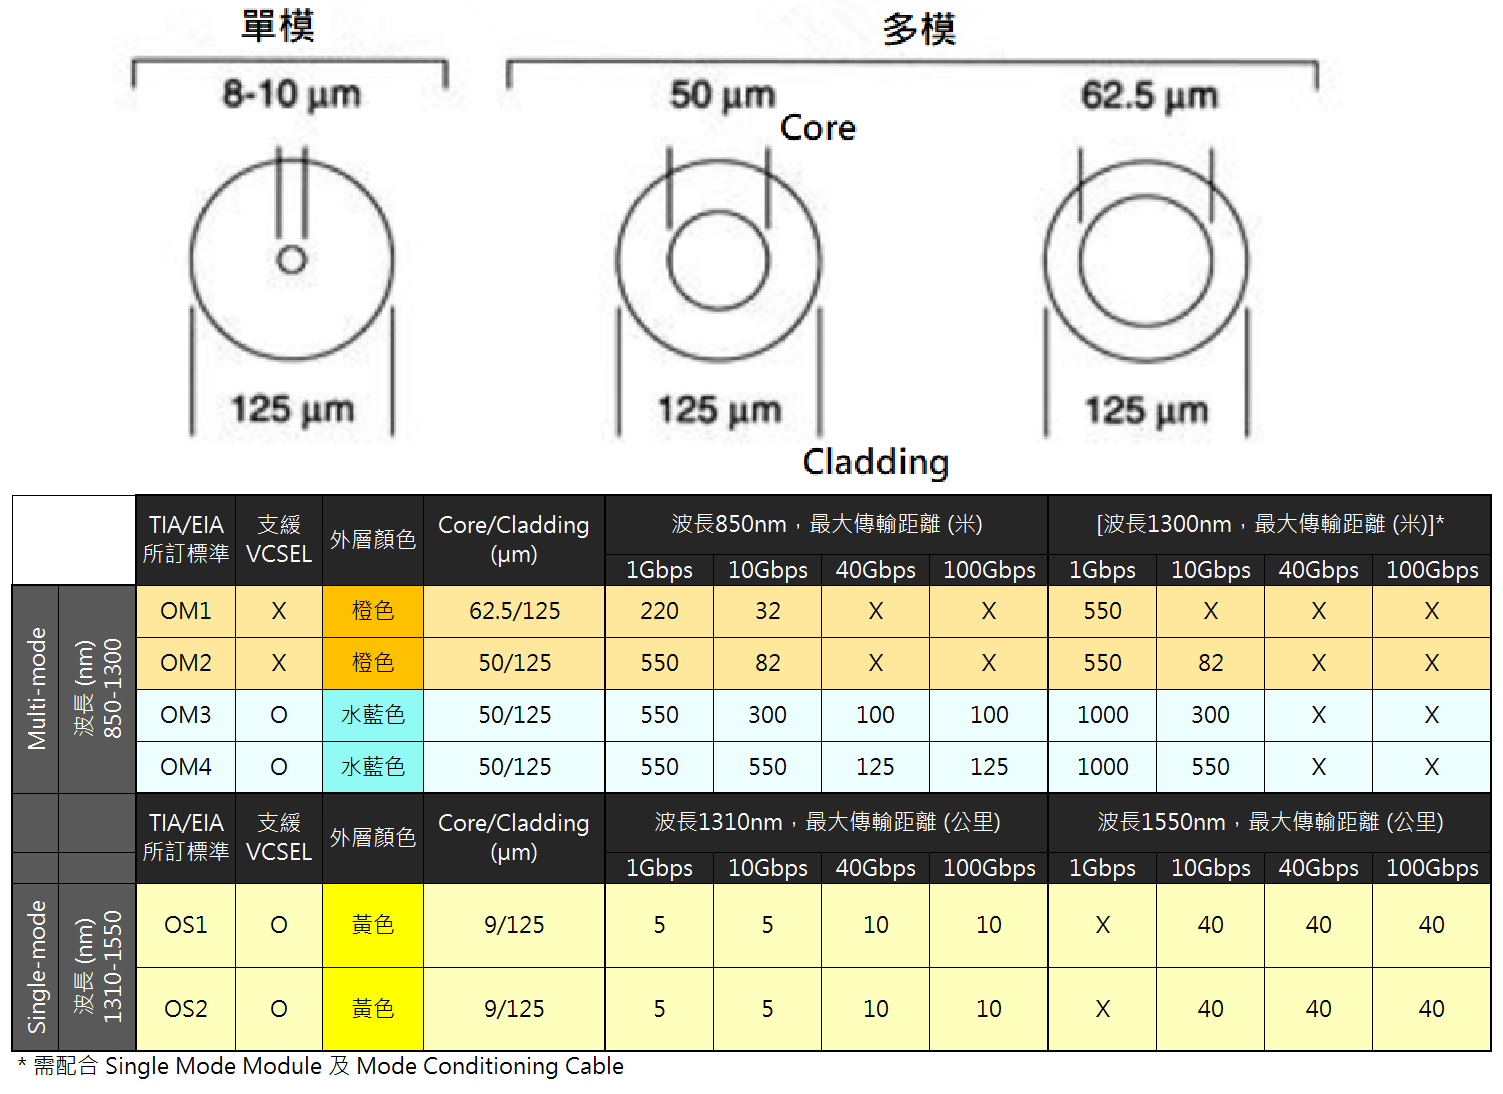 單模
多模
8-10 µm
50 µm
62.5 µm
Core
125 µm
125 µm
125 µm
Cladding
TIA/EIA 所訂標準 支緩 VCSEL 外層顏色 Core/Cladding (µm) 波長850nm，最大傳輸距離 (米) [波長1300nm，最大傳輸距離 (米)]*
1Gbps 10Gbps 40Gbps 100Gbps 1Gbps 10Gbps 40Gbps 100Gbps
Multi-mode
波長 (nm)
850-1300
OM1 X 橙色 62.5/125 220 32 X X 550 X X X
OM2 X 橙色 50/125 550 82 X X 550 82 X X
OM3 O 水藍色 50/125 550 300 100 100 1000 300 X X
OM4 O 水藍色 50/125 550 550 125 125 1000 550 X X
TIA/EIA 所訂標準 支緩 VCSEL 外層顏色 Core/Cladding (µm) 波長1310nm，最大傳輸距離 (公里) 波長1550nm，最大傳輸距離 (公里)
1Gbps 10Gbps 40Gbps 100Gbps 1Gbps 10Gbps 40Gbps 100Gbps
Single-mode
波長 (nm)
1310-1550
OS1 O 黃色 9/125 5 5 10 10 X 40 40 40
OS2 O 黃色 9/125 5 5 10 10 X 40 40 40
* 需配合 Single Mode Module 及 Mode Conditioning Cable